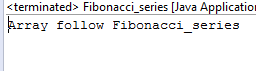 <terminated> Fibonacci_series [Java Application
Array follow Fibonacci_series